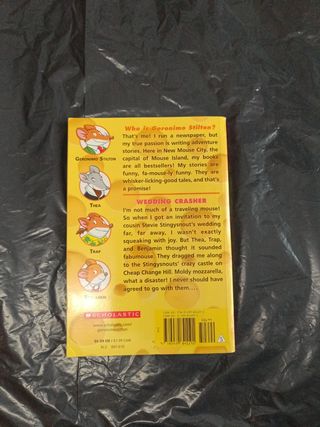 Who is Geronimo Stilton?
That's me! I run a newspaper, but
my true passion is writing adventure
stories. Here in New Mouse City, the
capital of Mouse Island, my books
are all bestsellers! My stories are
funny, fa-mouse-ly funny. They are
whisker-licking-good tales, and that's
a promise!
GERONIMO STILTON
THEA
TRAP
WEDDING CRASHER
I'm not much of a traveling mouse!
So when I got an invitation to my
cousin Stevie Stingysnout's wedding
far, far away, I wasn't exactly
squeaking with joy. But Thea, Trap,
and Benjamin thought it sounded
fabumouse. They dragged me along
to the Stingysnouts' crazy castle on
Cheap Change Hill. Moldy mozzarella,
what a disaster! I never should have
agreed to go with them....
SCHOLASTIC